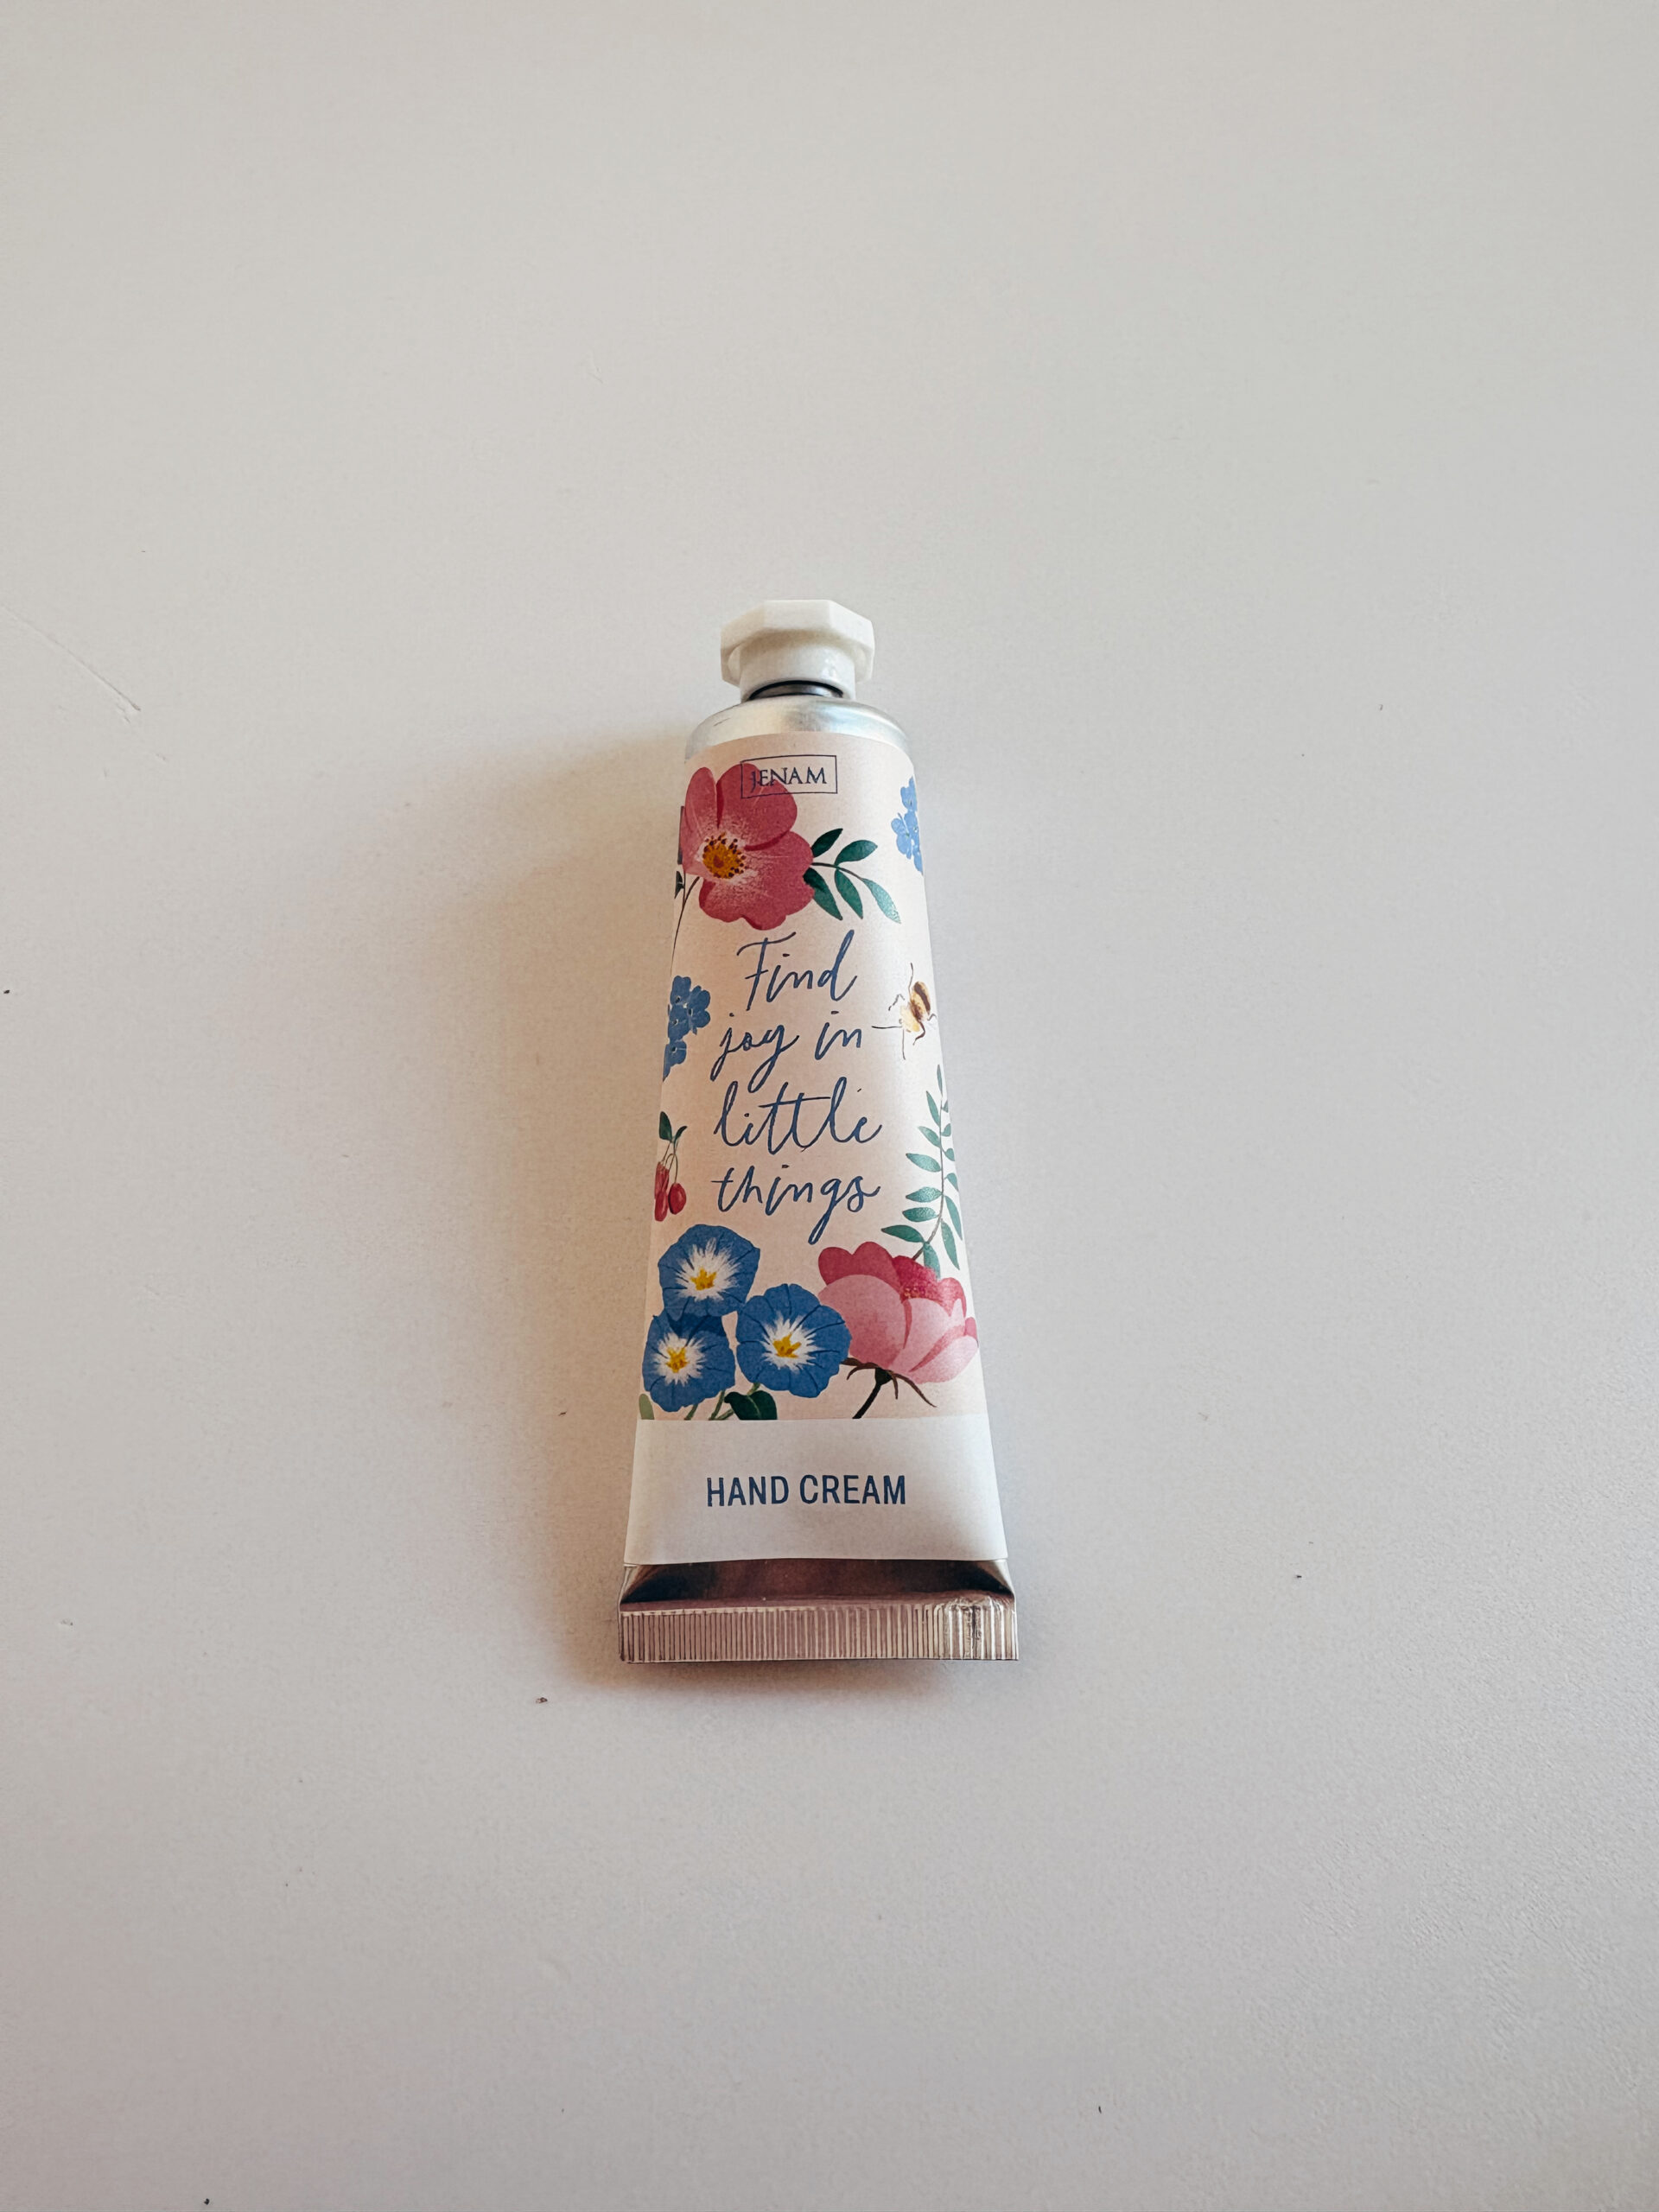 JENAM
Find
joy in
little
things
HAND CREAM